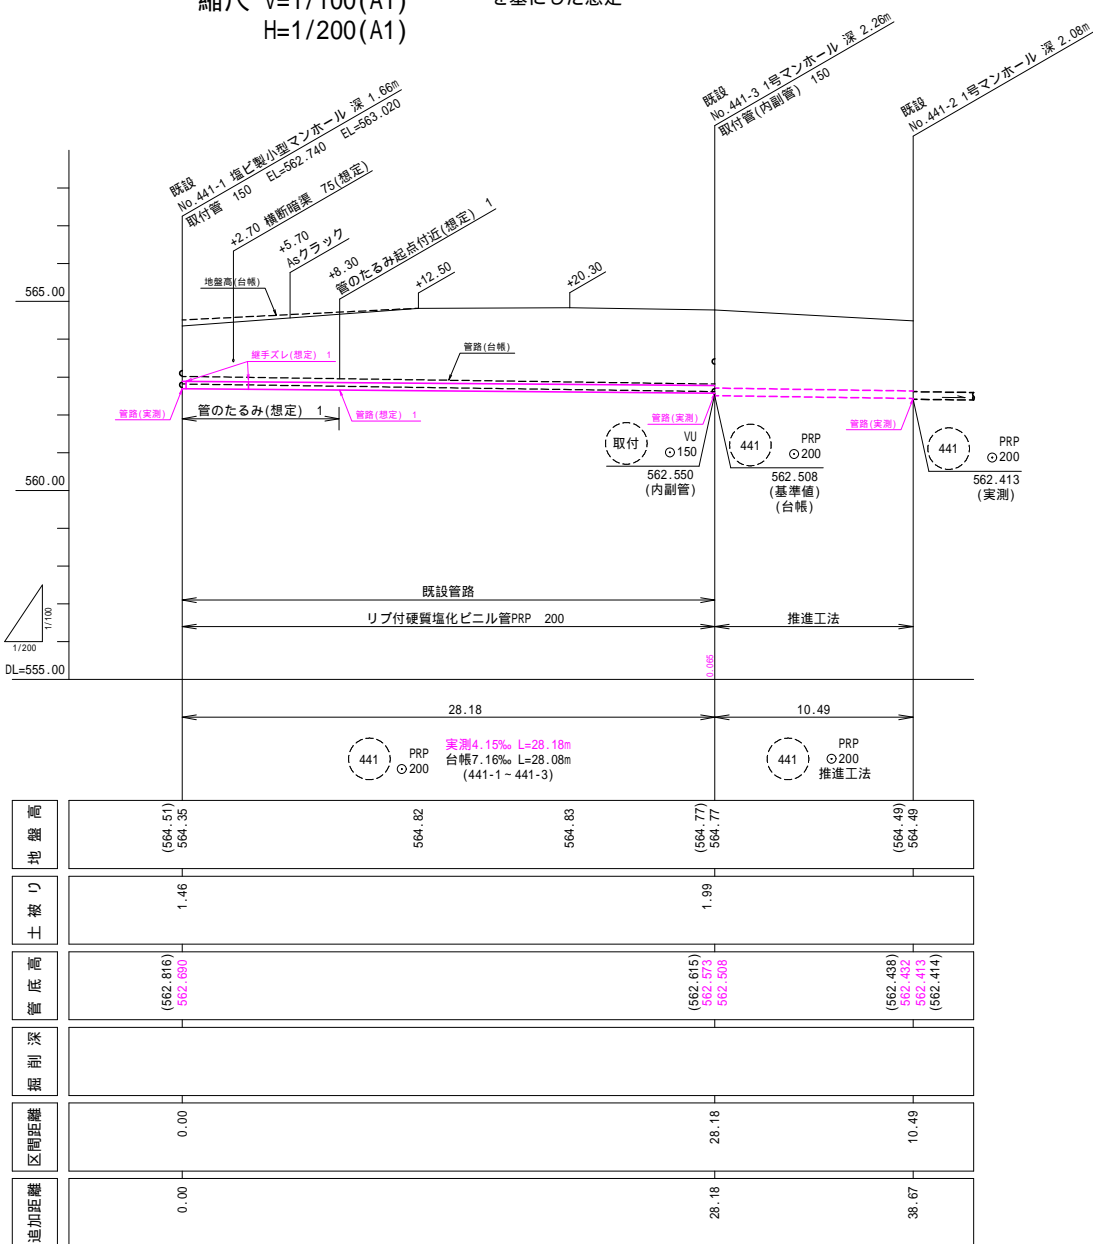 縮尺 V=1/100(A1)
H=1/200(A1)
を基にした想定
既設
No.441-1 塩ビ製小型マンホール 深 1.66m
取付管 150 EL=562.740 EL=563.020
+2.70 横断暗渠 75(想定)
+5.70
Asクラック
+8.30
管のたるみ起点付近(想定) 1
+12.50
+20.30
既設
No.441-3 1号マンホール 深 2.26m
取付管(内副管) 150
既設
No.441-2 1号マンホール 深 2.08m
地盤高(台帳)
565.00
継手ズレ(想定) 1
管路(台帳)
管路(実測)
管のたるみ(想定) 1
管路(想定) 1
管路(実測)
管路(実測)
取付
VU
150
562.550
(内副管)
441
PRP
200
562.508
(基準値)
(台帳)
441
PRP
200
562.413
(実測)
560.00
既設管路
リブ付硬質塩化ビニル管PRP 200
推進工法
1/100
1/200
DL=555.00
0.065
28.18
10.49
441
PRP
200
実測4.15‰ L=28.18m
台帳7.16‰ L=28.08m
(441-1~441-3)
441
PRP
200
推進工法
地盤高
(564.51)
564.35
564.82
564.83
(564.77)
564.77
(564.49)
564.49
土被り
1.46
1.99
管底高
(562.816)
562.690
(562.615)
562.573
562.508
(562.438)
562.432
562.413
(562.414)
掘削深
区間距離
0.00
28.18
10.49
追加距離
0.00
28.18
38.67